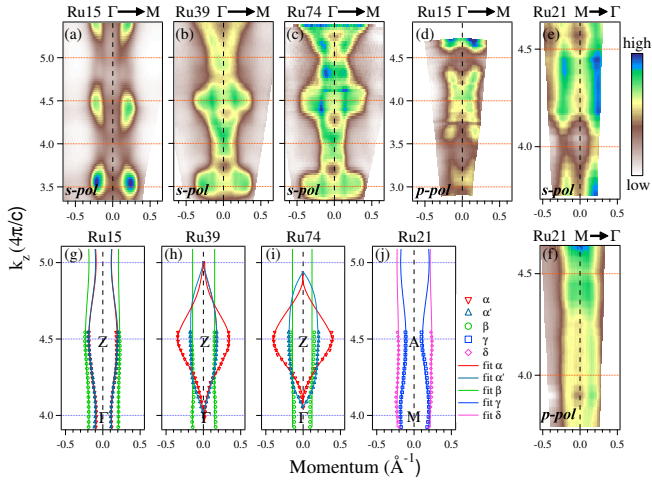 Ru15 Γ→M
Ru39 Γ→M
Ru74 Γ→M
Ru15 Γ→M
Ru21 M→Γ
(a)
(b)
(c)
(d)
(e)
5.0
4.5
4.0
3.5
5.0
4.5
4.0
3.5
3.0
4.5
4.0
s-pol
s-pol
s-pol
p-pol
s-pol
high
low
-0.5 0.0 0.5
-0.5 0.0 0.5
-0.5 0.0 0.5
-0.5 0.0 0.5
-0.5 0.0 0.5
k_z (4π/c)
Ru15
Ru39
Ru74
Ru21
Ru21 M→Γ
(g)
(h)
(i)
(j)
(f)
5.0
4.5
4.0
4.5
4.0
Z
Z
Z
A
Γ
Γ
Γ
M
α
α'
β
γ
δ
fit α
fit α'
fit β
fit γ
fit δ
p-pol
-0.5 0.0 0.5
-0.5 0.0 0.5
-0.5 0.0 0.5
-0.5 0.0 0.5
-0.5 0.0 0.5
Momentum (Å⁻¹)